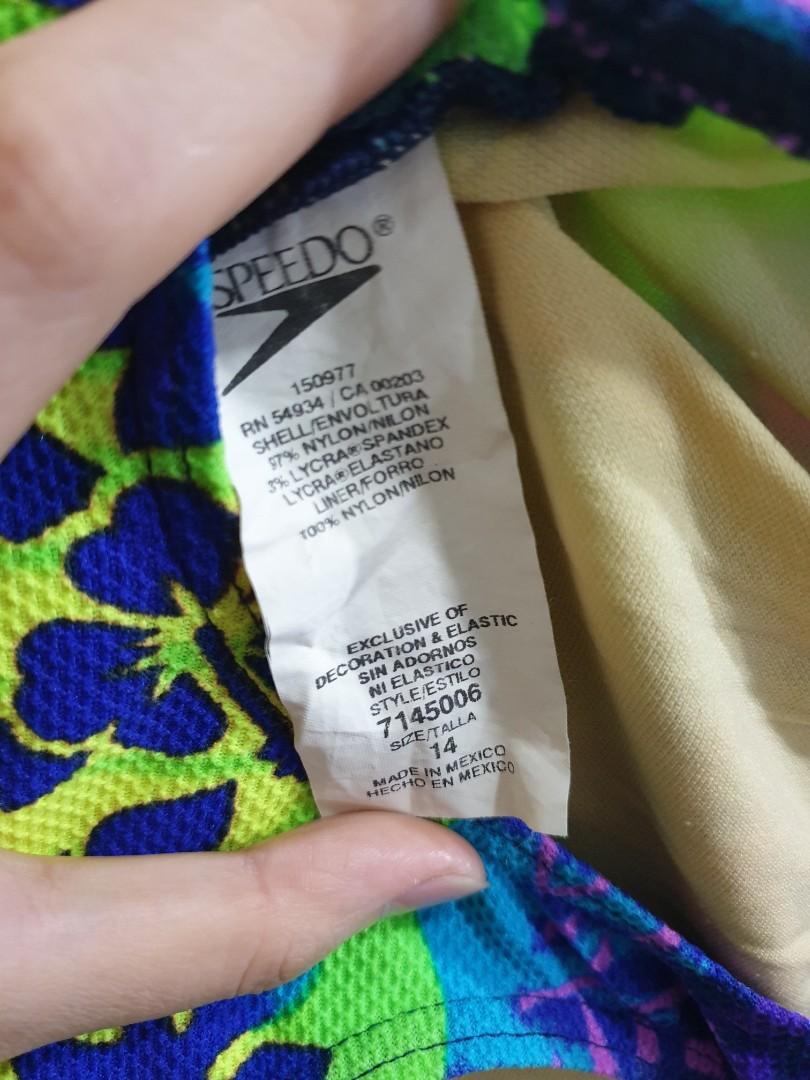 SPEEDO®
150977
RN 54934 / CA 00203
SHELL/ENVOLTURA
97% NYLON/NILON
3% LYCRA® SPANDEX
LYCRA® ELASTANO
LINER/FORRO
100% NYLON/NILON
EXCLUSIVE OF
DECORATION & ELASTIC
SIN ADORNOS
NI ELASTICO
STYLE/ESTILO
7145006
SIZE/TALLA
14
MADE IN MEXICO
HECHO EN MEXICO